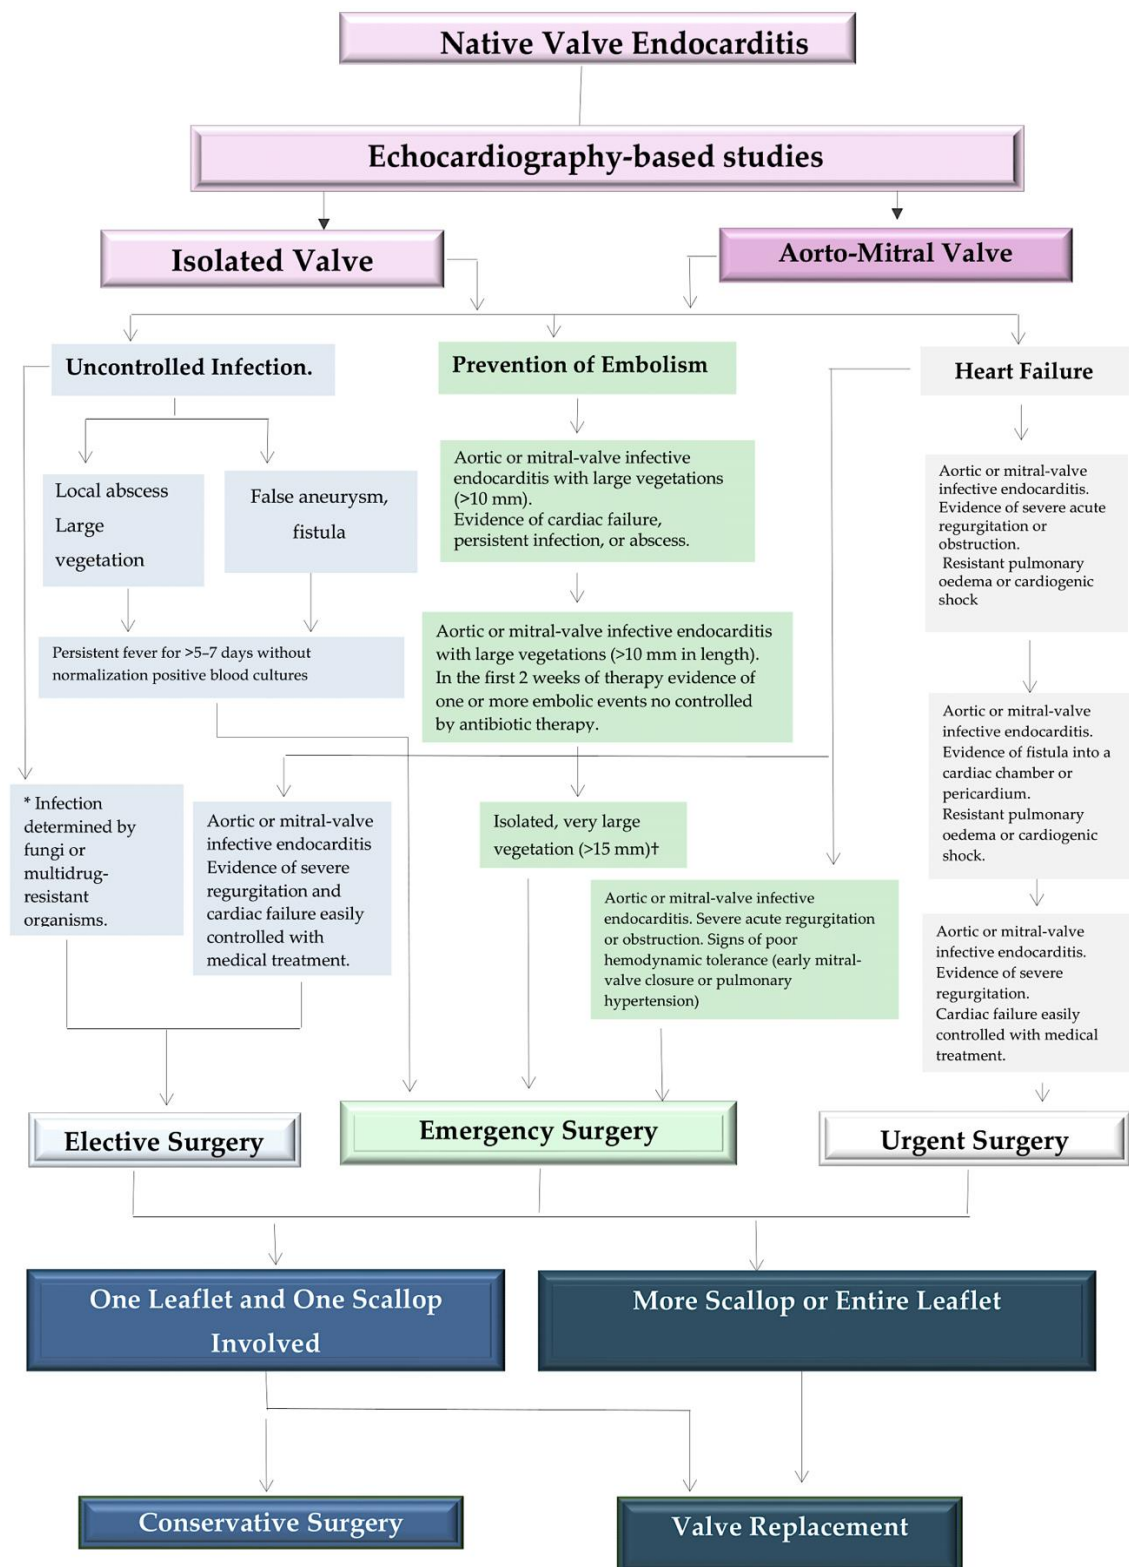 Native Valve Endocarditis
Echocardiography-based studies
Isolated Valve
Aorto-Mitral Valve
Uncontrolled Infection.
Prevention of Embolism
Heart Failure
Local abscess
Large
vegetation
False aneurysm,
fistula
Aortic or mitral-valve infective
endocarditis with large vegetations
(>10 mm).
Evidence of cardiac failure,
persistent infection, or abscess.
Aortic or mitral-valve
infective endocarditis.
Evidence of severe acute
regurgitation or
obstruction.
Resistant pulmonary
oedema or cardiogenic
shock
Persistent fever for >5–7 days without
normalization positive blood cultures
Aortic or mitral-valve infective endocarditis
with large vegetations (>10 mm in length).
In the first 2 weeks of therapy evidence of
one or more embolic events no controlled
by antibiotic therapy.
Aortic or mitral-valve
infective endocarditis.
Evidence of fistula into a
cardiac chamber or
pericardium.
Resistant pulmonary
oedema or cardiogenic
shock.
* Infection
determined by
fungi or
multidrug-
resistant
organisms.
Aortic or mitral-valve
infective endocarditis
Evidence of severe
regurgitation and
cardiac failure easily
controlled with
medical treatment.
Isolated, very large
vegetation (>15 mm)†
Aortic or mitral-valve infective
endocarditis. Severe acute regurgitation
or obstruction. Signs of poor
hemodynamic tolerance (early mitral-
valve closure or pulmonary
hypertension)
Aortic or mitral-valve
infective endocarditis.
Evidence of severe
regurgitation.
Cardiac failure easily
controlled with medical
treatment.
Elective Surgery
Emergency Surgery
Urgent Surgery
One Leaflet and One Scallop
Involved
More Scallop or Entire Leaflet
Conservative Surgery
Valve Replacement